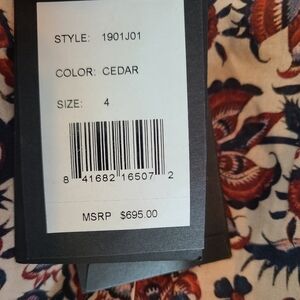 STYLE: 1901J01
COLOR: CEDAR
SIZE: 4
8 41682 16507 2
MSRP $695.00